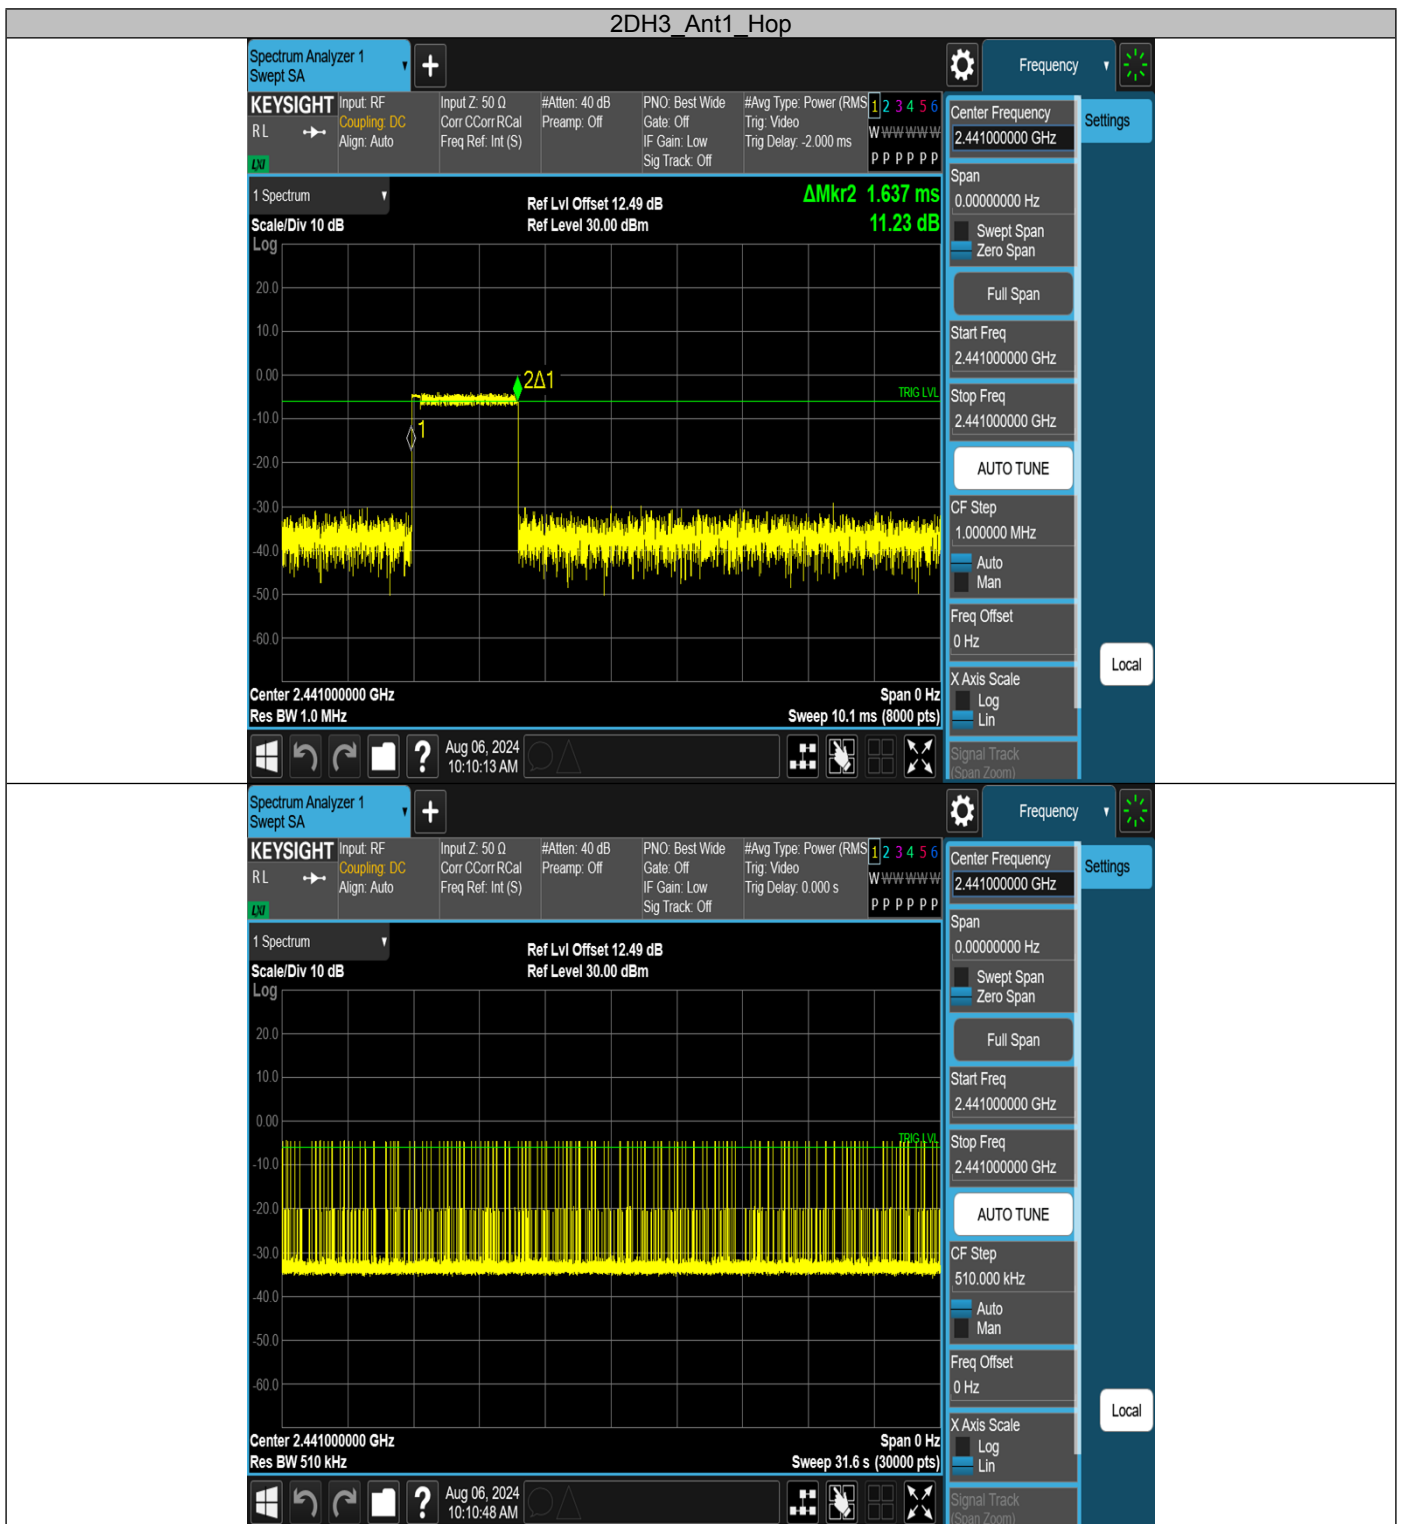 2DH3_Ant1_Hop
Spectrum Analyzer 1
Swept SA
+
Frequency
KEYSIGHT
RL
LXI
Input: RF
Coupling: DC
Align: Auto
Input Z: 50 Ω
Corr CCorr RCal
Freq Ref: Int (S)
#Atten: 40 dB
Preamp: Off
PNO: Best Wide
Gate: Off
IF Gain: Low
Sig Track: Off
#Avg Type: Power (RMS
Trig: Video
Trig Delay: -2.000 ms
1 2 3 4 5 6
W W W W W W
P P P P P P
Center Frequency
2.441000000 GHz
Settings
1 Spectrum
Scale/Div 10 dB
Log
Ref Lvl Offset 12.49 dB
Ref Level 30.00 dBm
ΔMkr2 1.637 ms
11.23 dB
20.0
10.0
0.00
-10.0
-20.0
-30.0
-40.0
-50.0
-60.0
2Δ1
1
TRIG LVL
Span
0.00000000 Hz
Swept Span
Zero Span
Full Span
Start Freq
2.441000000 GHz
Stop Freq
2.441000000 GHz
AUTO TUNE
CF Step
1.000000 MHz
Auto
Man
Freq Offset
0 Hz
X Axis Scale
Log
Lin
Signal Track
(Span Zoom)
Local
Center 2.441000000 GHz
Res BW 1.0 MHz
Span 0 Hz
Sweep 10.1 ms (8000 pts)
?
Aug 06, 2024
10:10:13 AM
Spectrum Analyzer 1
Swept SA
+
Frequency
KEYSIGHT
RL
LXI
Input: RF
Coupling: DC
Align: Auto
Input Z: 50 Ω
Corr CCorr RCal
Freq Ref: Int (S)
#Atten: 40 dB
Preamp: Off
PNO: Best Wide
Gate: Off
IF Gain: Low
Sig Track: Off
#Avg Type: Power (RMS
Trig: Video
Trig Delay: 0.000 s
1 2 3 4 5 6
W W W W W W
P P P P P P
Center Frequency
2.441000000 GHz
Settings
1 Spectrum
Scale/Div 10 dB
Log
Ref Lvl Offset 12.49 dB
Ref Level 30.00 dBm
20.0
10.0
0.00
-10.0
-20.0
-30.0
-40.0
-50.0
-60.0
TRIG LVL
Span
0.00000000 Hz
Swept Span
Zero Span
Full Span
Start Freq
2.441000000 GHz
Stop Freq
2.441000000 GHz
AUTO TUNE
CF Step
510.000 kHz
Auto
Man
Freq Offset
0 Hz
X Axis Scale
Log
Lin
Signal Track
(Span Zoom)
Local
Center 2.441000000 GHz
Res BW 510 kHz
Span 0 Hz
Sweep 31.6 s (30000 pts)
?
Aug 06, 2024
10:10:48 AM